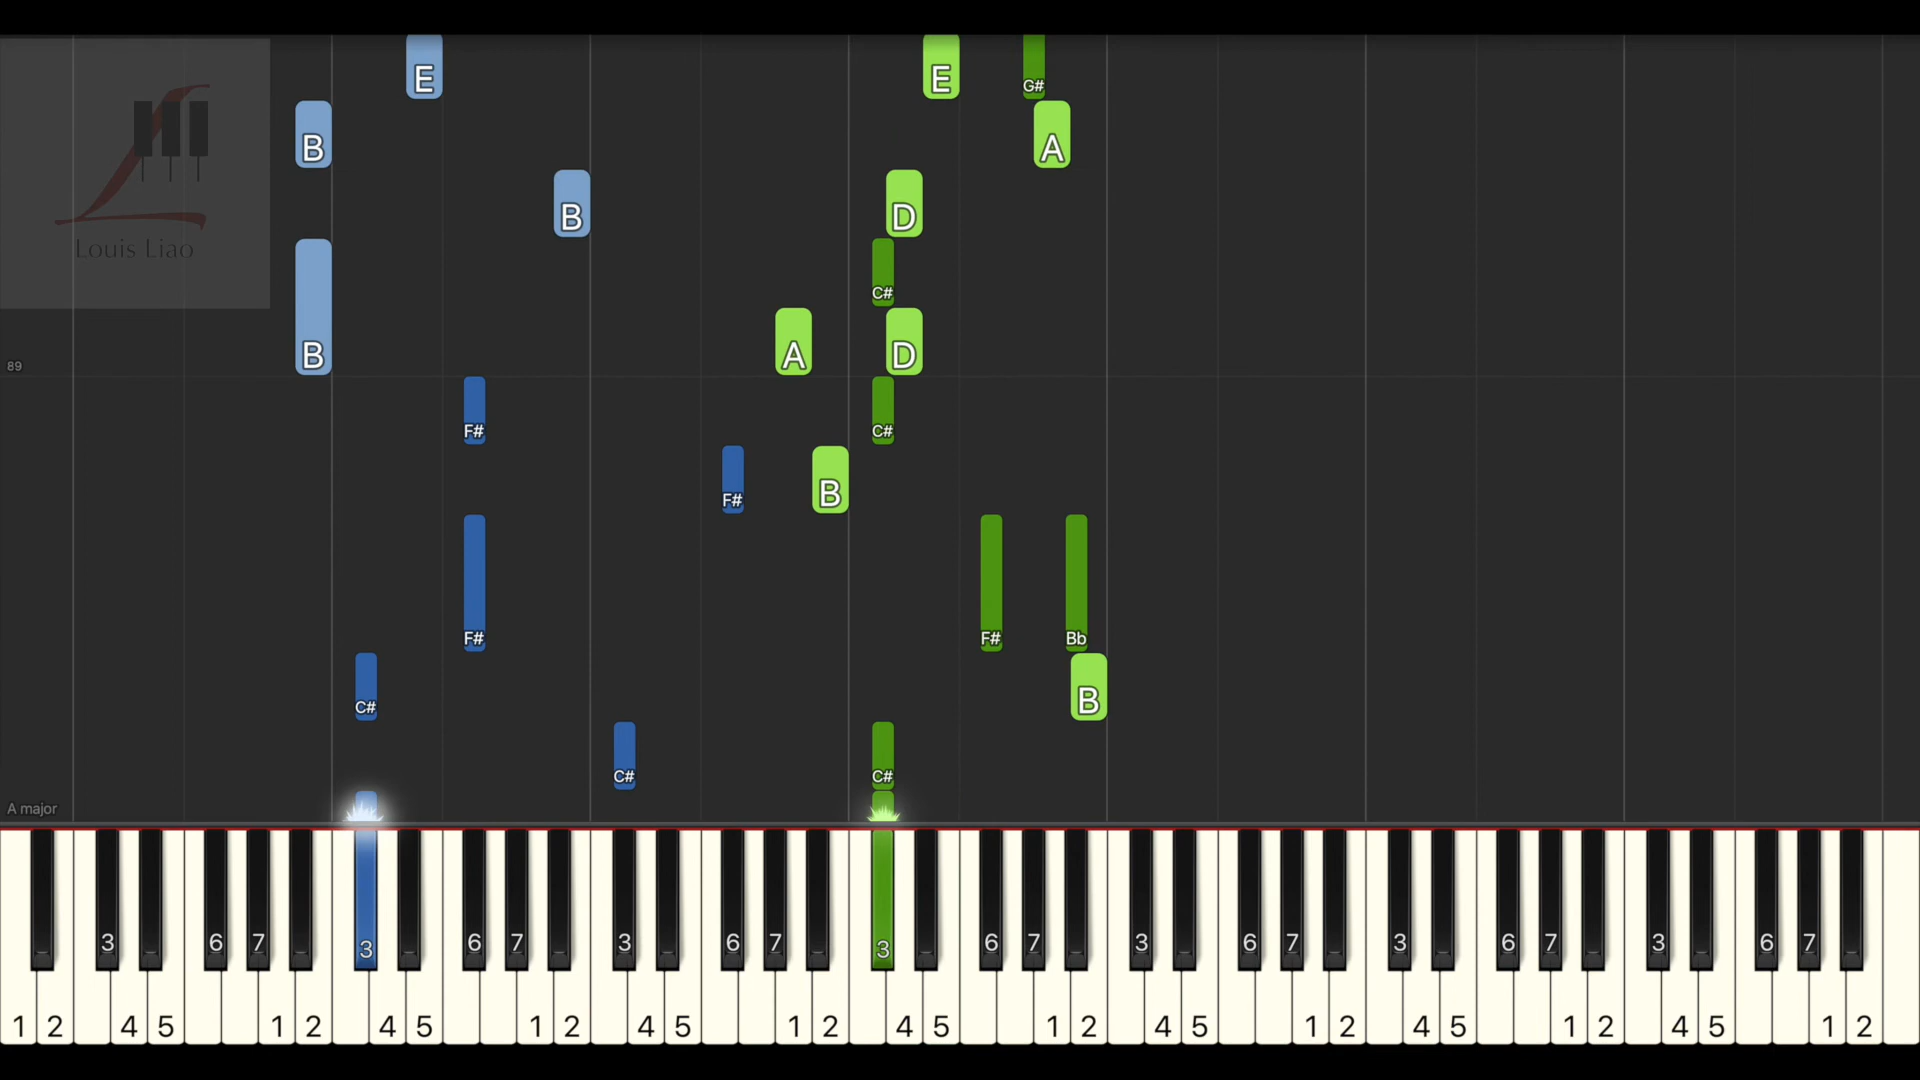 E E G#
B A
B D
Louis Liao
C#
B A D
89
F# C#
F# B
F# F# Bb
C# B
C# C#
A major
3 6 7 3 6 7 3 6 7 3 6 7 3 6 7 3 6 7 3 6 7
1 2 4 5 1 2 4 5 1 2 4 5 1 2 4 5 1 2 4 5 1 2 4 5 1 2 4 5 1 2